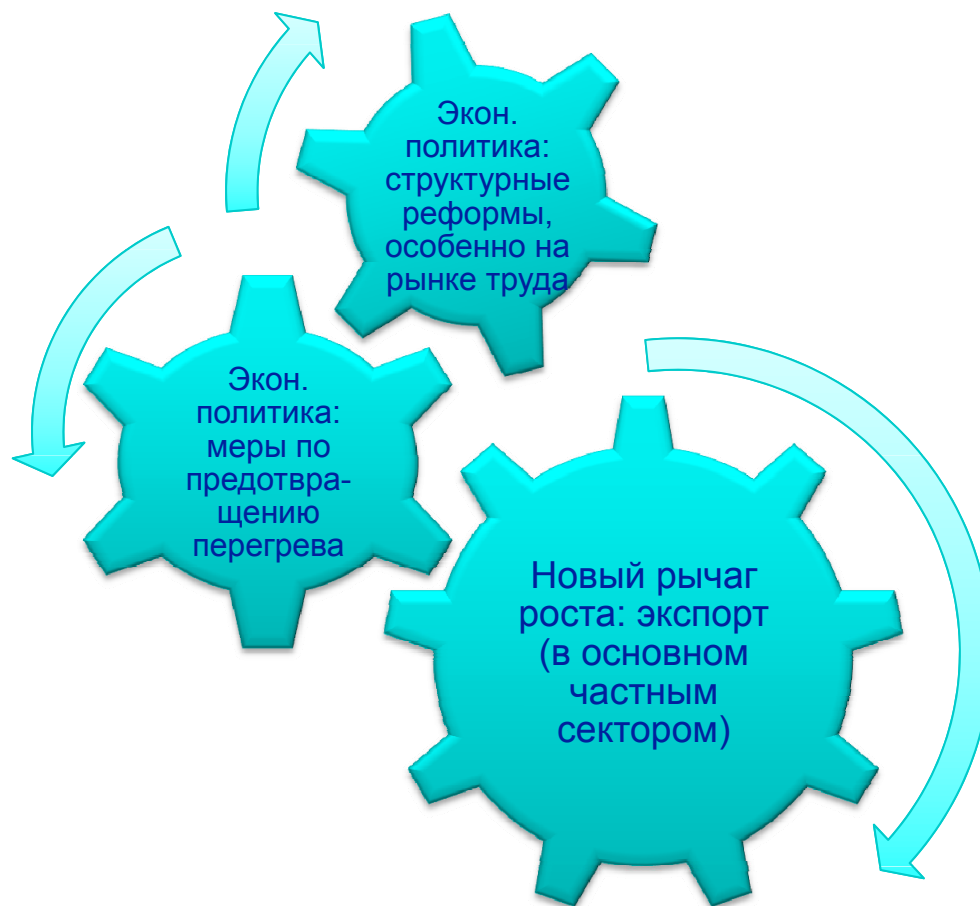 Экон.
политика:
структурные
реформы,
особенно на
рынке труда
Экон.
политика:
меры по
предотвра-
щению
перегрева
Новый рычаг
роста: экспорт
(в основном
частным
сектором)